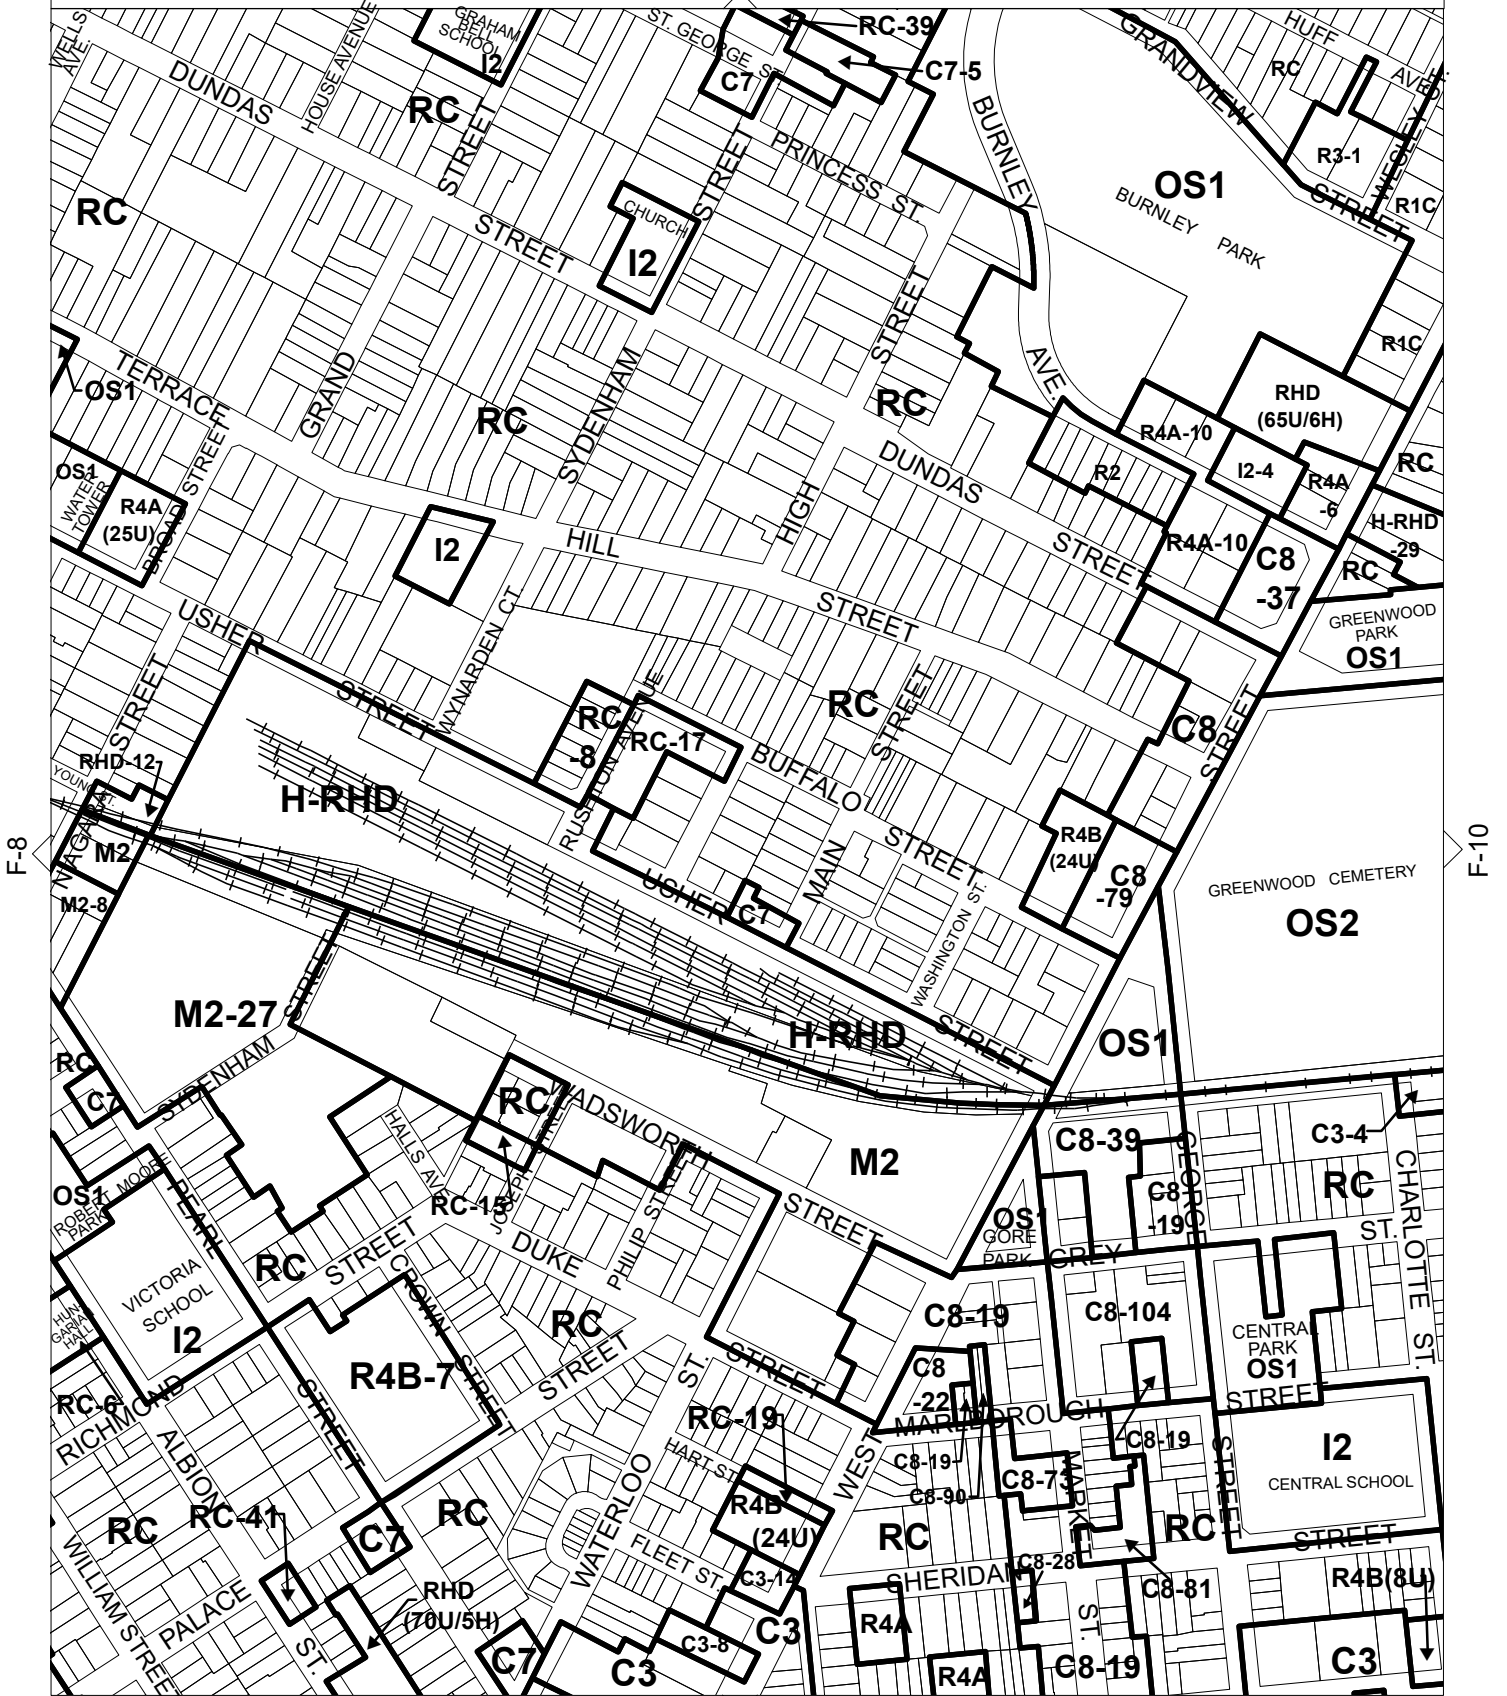 WELLS
AVE.
DUNDAS
HOUSE AVENUE
GRAHAM
BELL
SCHOOL
I2
RC
STREET
ST. GEORGE ST.
C7
RC-39
C7-5
STREET
PRINCESS ST.
BURNLEY
GRANDVIEW
HUFF
AVE.
RC
R3-1
WESLEY
R1C
STREET
OS1
BURNLEY PARK
RC
STREET
CHURCH
I2
STREET
R1C
OS1
TERRACE
GRAND
RC
SYDENHAM
RC
AVE.
RHD
(65U/6H)
R4A-10
I2-4
R4A
-6
RC
R2
H-RHD
-29
RC
DUNDAS
STREET
HIGH
OS1
WATER
TOWER
R4A
(25U)
BROAD STREET
I2
HILL
STREET
R4A-10
C8
-37
GREENWOOD
PARK
OS1
USHER
STREET
STREET
WYNARDEN CT.
RC
-8
RC-17
RUSHTON AVENUE
RC
STREET
C8
STREET
BUFFALO
STREET
RHD-12
YOUNG ST.
H-RHD
NIAGARA
M2
M2-8
F-8
F-10
R4B
(24U)
C8
-79
GREENWOOD CEMETERY
OS2
USHER
C7
MAIN
WASHINGTON ST.
M2-27
STREET
H-RHD
STREET
OS1
RC
C7
SYDENHAM
RC
WADSWORTH
HALLS AVE.
RC-15
JOSEPH STREET
PHILIP STREET
M2
STREET
C8-39
GEORGE
C3-4
RC
CHARLOTTE ST.
C8
-19
OS1
GORE
PARK
GREY
ST.
OS1
ROBERT MOORE
PARK
PEARL
VICTORIA
SCHOOL
I2
HUN-
GARIAN
HALL
RC
STREET
CROWN
STREET
DUKE
RC
STREET
R4B-7
C8-19
C8-104
CENTRAL
PARK
OS1
STREET
C8
-22
MARLBOROUGH
RC-6
RICHMOND
STREET
ST.
STREET
RC-19
HART ST.
WEST
C8-19
C8-90
C8-73
MARKET
C8-19
STREET
I2
CENTRAL SCHOOL
ALBION
RC
RC-41
C7
RC
WATERLOO
R4B
(24U)
FLEET ST.
C3-14
RC
RC
STREET
SHERIDAN
C8-28
C8-81
R4B(8U)
WILLIAM STREET
PALACE
ST.
RHD
(70U/5H)
C7
C3
C3-8
C3
R4A
R4A
ST.
C8-19
C3